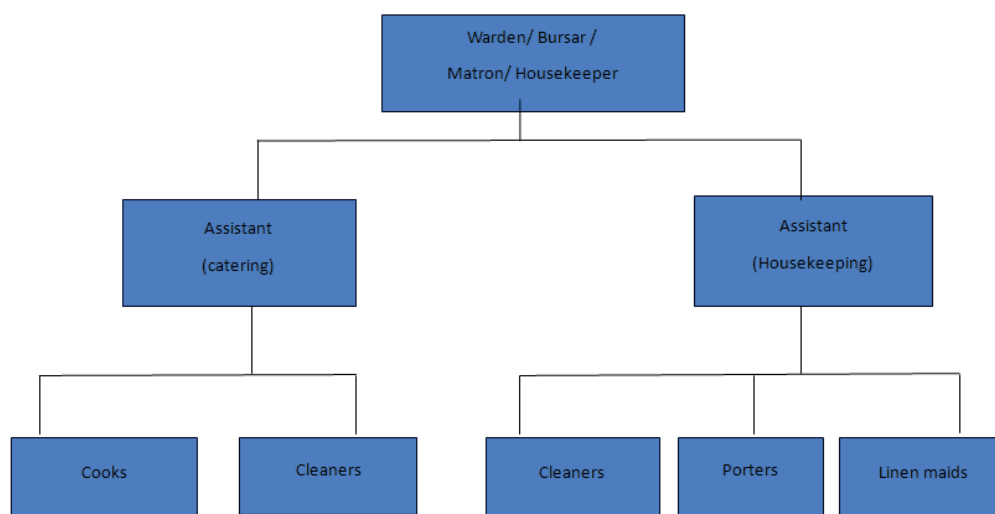 Warden/ Bursar /
Matron/ Housekeeper
Assistant
(catering)
Assistant
(Housekeeping)
Cooks
Cleaners
Cleaners
Porters
Linen maids